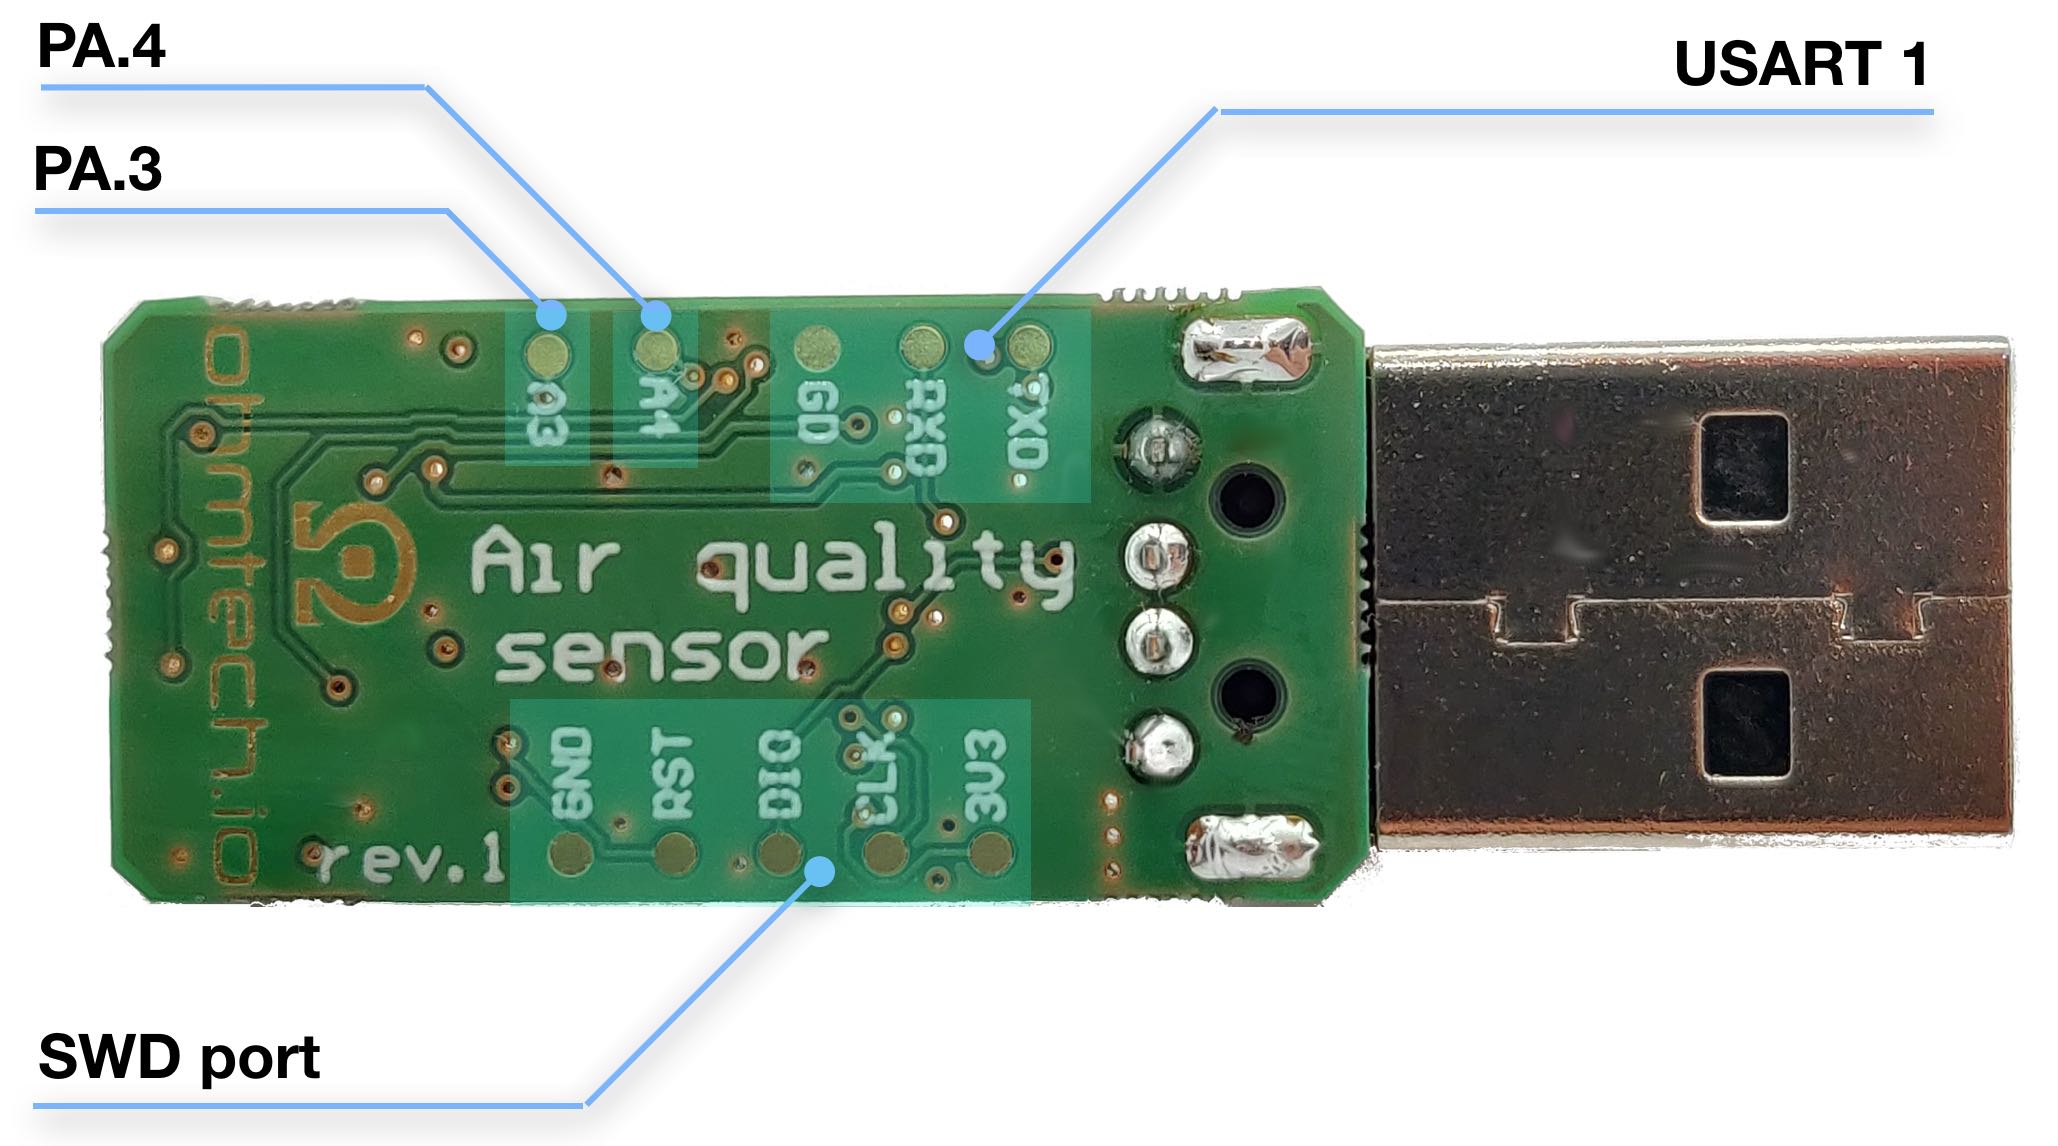 PA.4
USART 1
PA.3
A3
A4
GD
RXD
TXD
ohmtech.io
Air quality
sensor
GND
RST
DIO
CLK
3V3
rev.1
SWD port